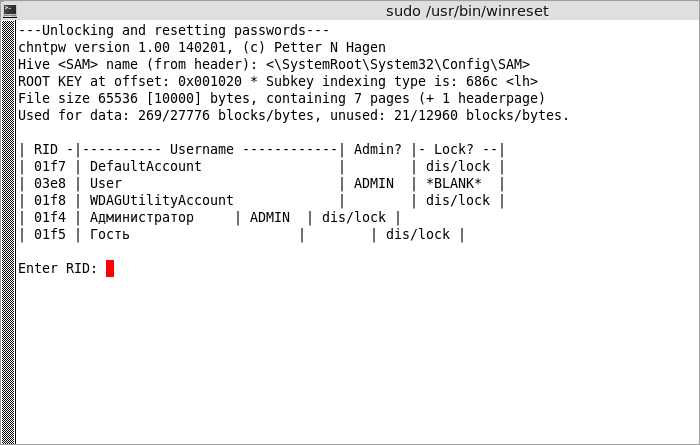 sudo /usr/bin/winreset
---Unlocking and resetting passwords---
chntpw version 1.00 140201, (c) Petter N Hagen
Hive <SAM> name (from header): <\SystemRoot\System32\Config\SAM>
ROOT KEY at offset: 0x001020 * Subkey indexing type is: 686c <lh>
File size 65536 [10000] bytes, containing 7 pages (+ 1 headerpage)
Used for data: 269/27776 blocks/bytes, unused: 21/12960 blocks/bytes.

| RID -|---------- Username ------------| Admin? |- Lock? --|
| 01f7 | DefaultAccount                 |        | dis/lock |
| 03e8 | User                           | ADMIN  | *BLANK*  |
| 01f8 | WDAGUtilityAccount             |        | dis/lock |
| 01f4 | Администратор     | ADMIN  | dis/lock |
| 01f5 | Гость                     |        | dis/lock |

Enter RID: